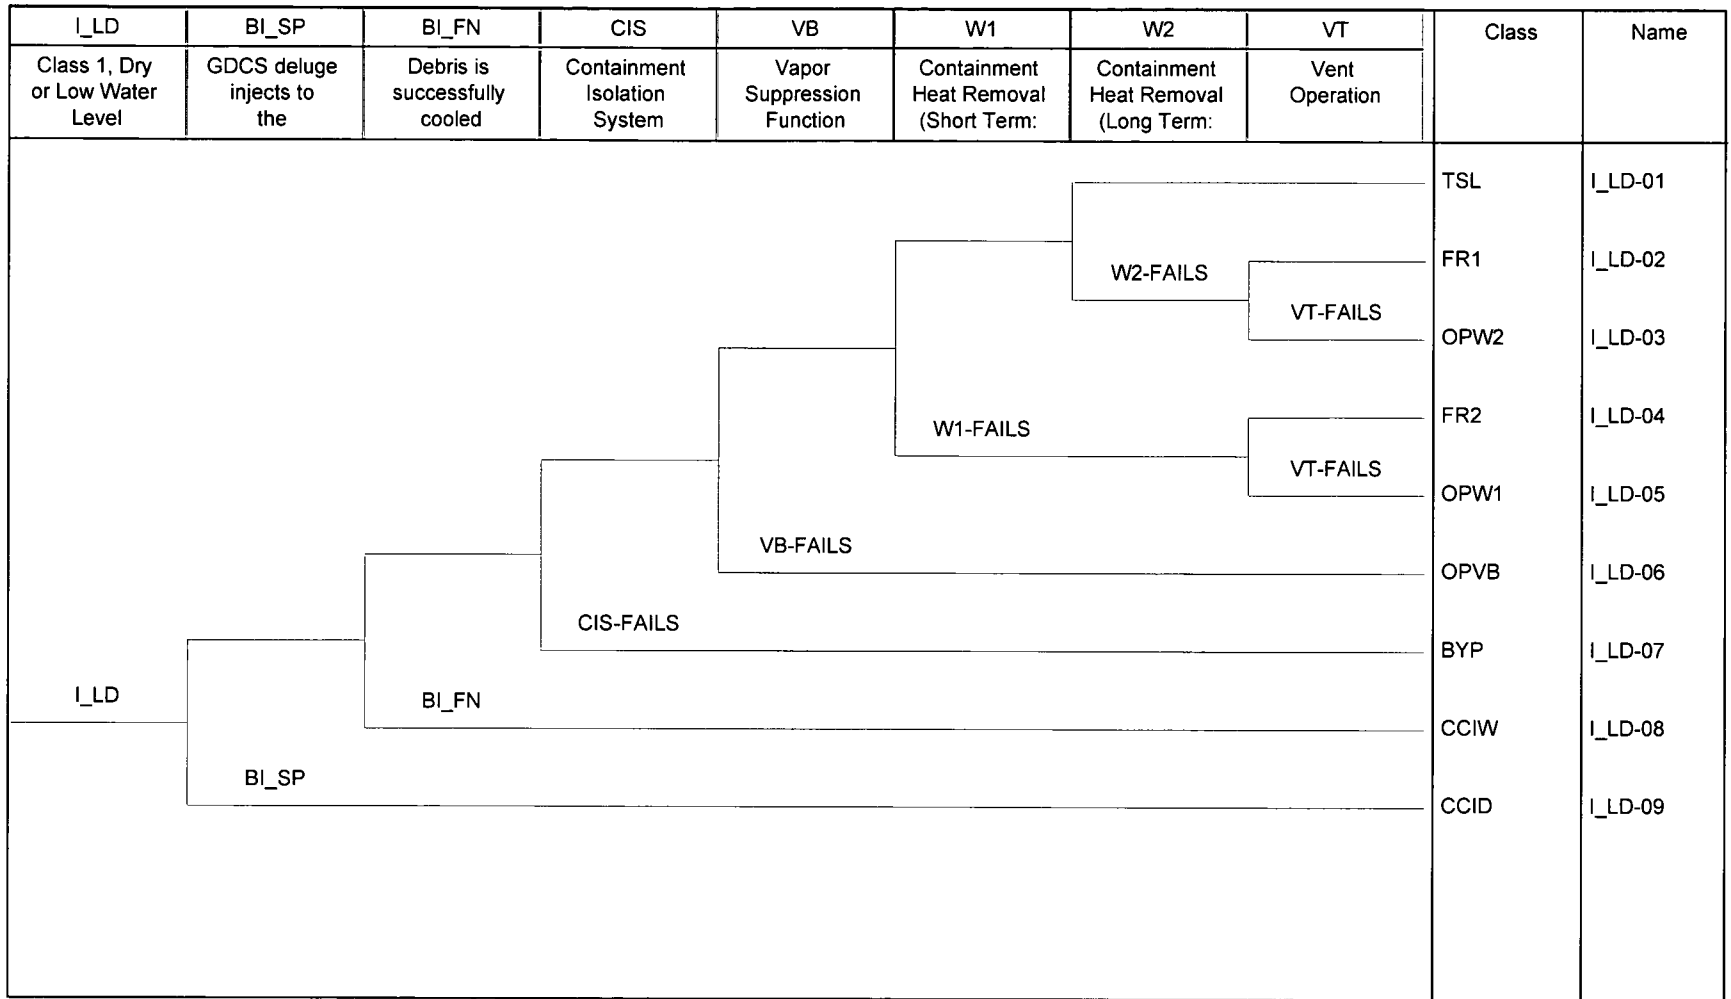 I_LD BI_SP BI_FN CIS VB W1 W2 VT Class Name
Class 1, Dry or Low Water Level
GDCS deluge injects to the
Debris is successfully cooled
Containment Isolation System
Vapor Suppression Function
Containment Heat Removal (Short Term:
Containment Heat Removal (Long Term:
Vent Operation
TSL I_LD-01
W2-FAILS FR1 I_LD-02
VT-FAILS
OPW2 I_LD-03
W1-FAILS FR2 I_LD-04
VT-FAILS
OPW1 I_LD-05
VB-FAILS
OPVB I_LD-06
CIS-FAILS
BYP I_LD-07
I_LD BI_FN
CCIW I_LD-08
BI_SP
CCID I_LD-09